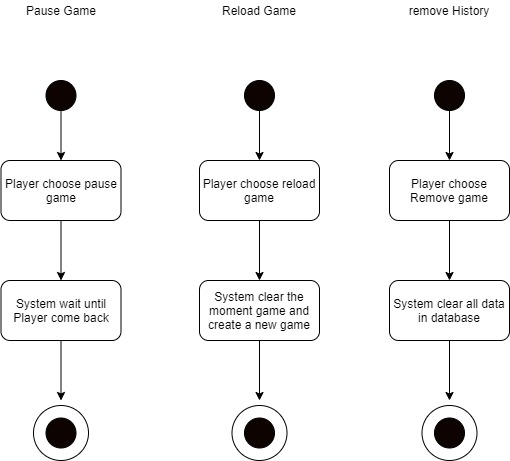 Pause Game
Reload Game
remove History
Player choose pause
game
Player choose reload
game
Player choose
Remove game
System wait until
Player come back
System clear the
moment game and
create a new game
System clear all data
in database